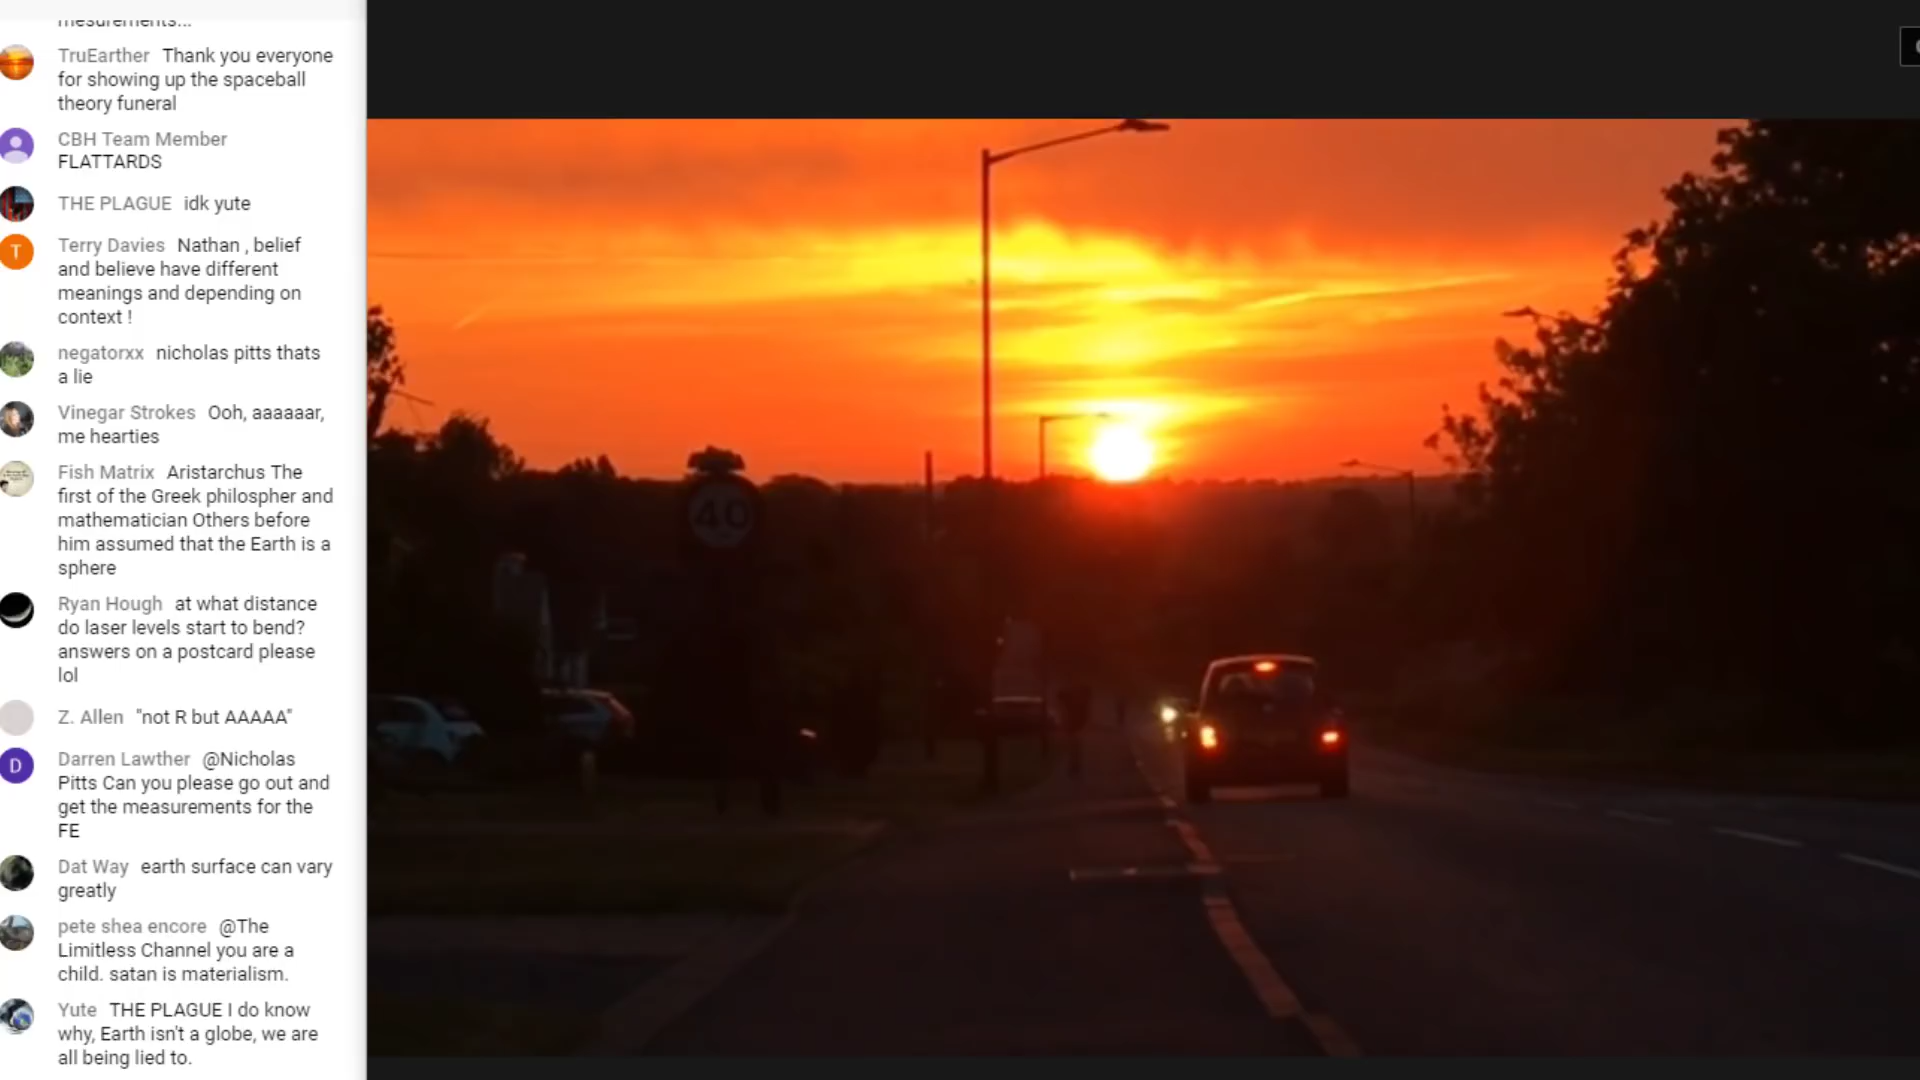 mesurements...
TruEarther Thank you everyone
for showing up the spaceball
theory funeral
CBH Team Member
FLATTARDS
THE PLAGUE idk yute
T
Terry Davies Nathan , belief
and believe have different
meanings and depending on
context !
negatorxx nicholas pitts thats
a lie
Vinegar Strokes Ooh, aaaaaar,
me hearties
Fish Matrix Aristarchus The
first of the Greek philospher and
mathematician Others before
him assumed that the Earth is a
sphere
Ryan Hough at what distance
do laser levels start to bend?
answers on a postcard please
lol
Z. Allen "not R but AAAAA"
D
Darren Lawther @Nicholas
Pitts Can you please go out and
get the measurements for the
FE
Dat Way earth surface can vary
greatly
pete shea encore @The
Limitless Channel you are a
child. satan is materialism.
Yute THE PLAGUE I do know
why, Earth isn't a globe, we are
all being lied to.
40